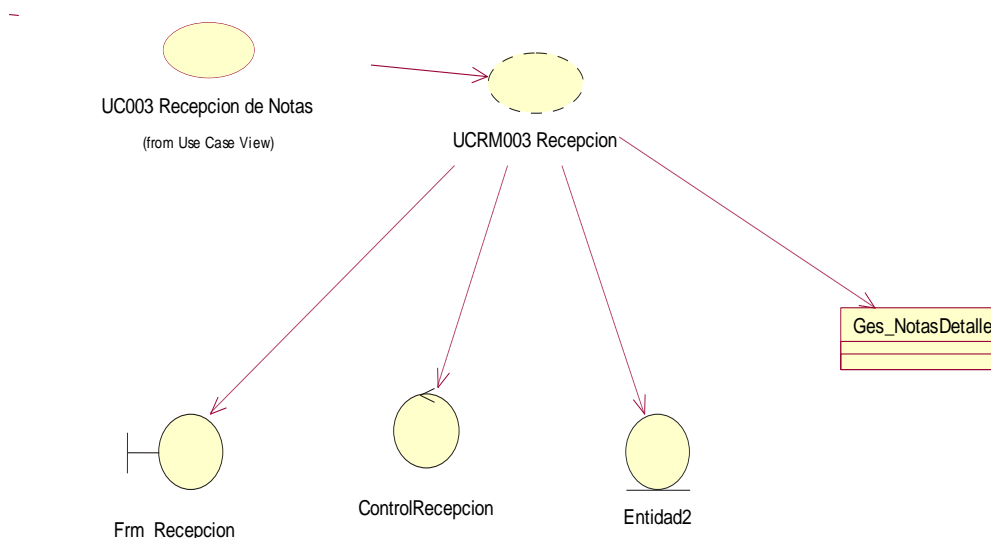 UC003 Recepcion de Notas
(from Use Case View)
UCRM003 Recepcion
Ges_NotasDetalle
ControlRecepcion
Entidad2
Frm_Recepcion